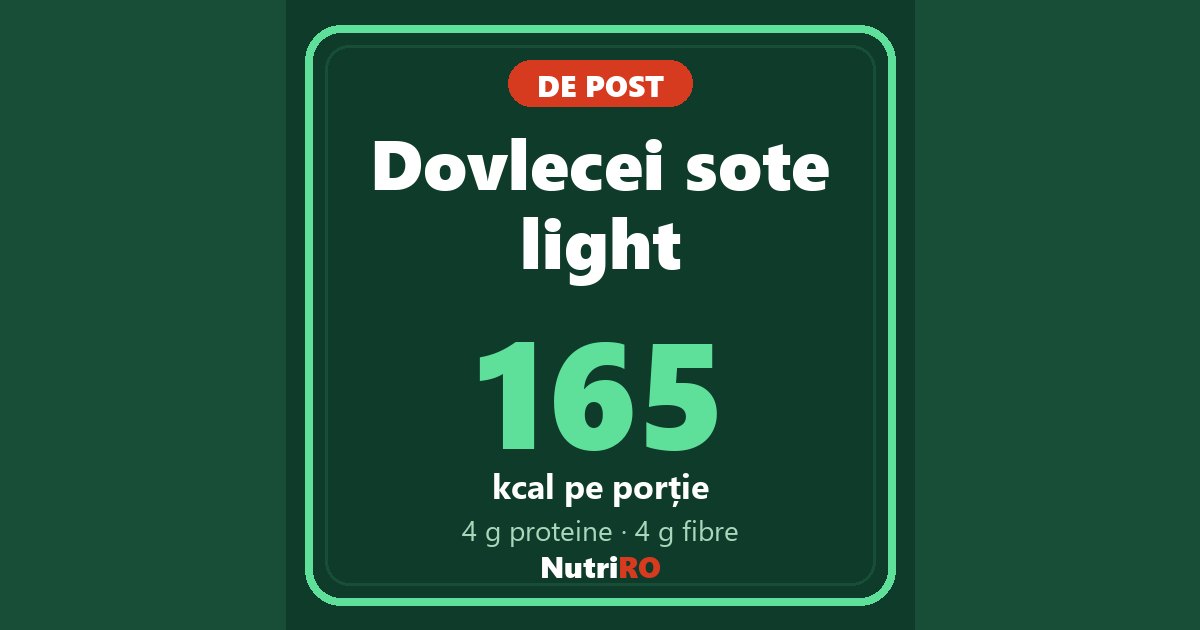 DE POST
Dovlecei sote
light
165
kcal pe porție
4 g proteine · 4 g fibre
NutriRO